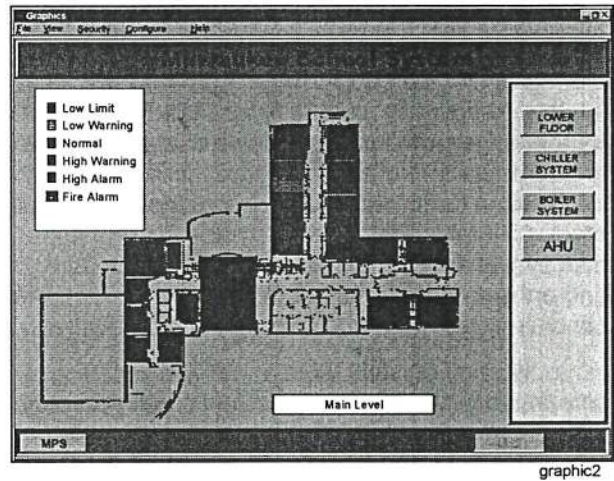 Graphics
File View Security Configure Help
Low Limit
Low Warning
Normal
High Warning
High Alarm
Fire Alarm
LOWER
FLOOR
CHILLER
SYSTEM
BOILER
SYSTEM
AHU
Main Level
MPS
graphic2